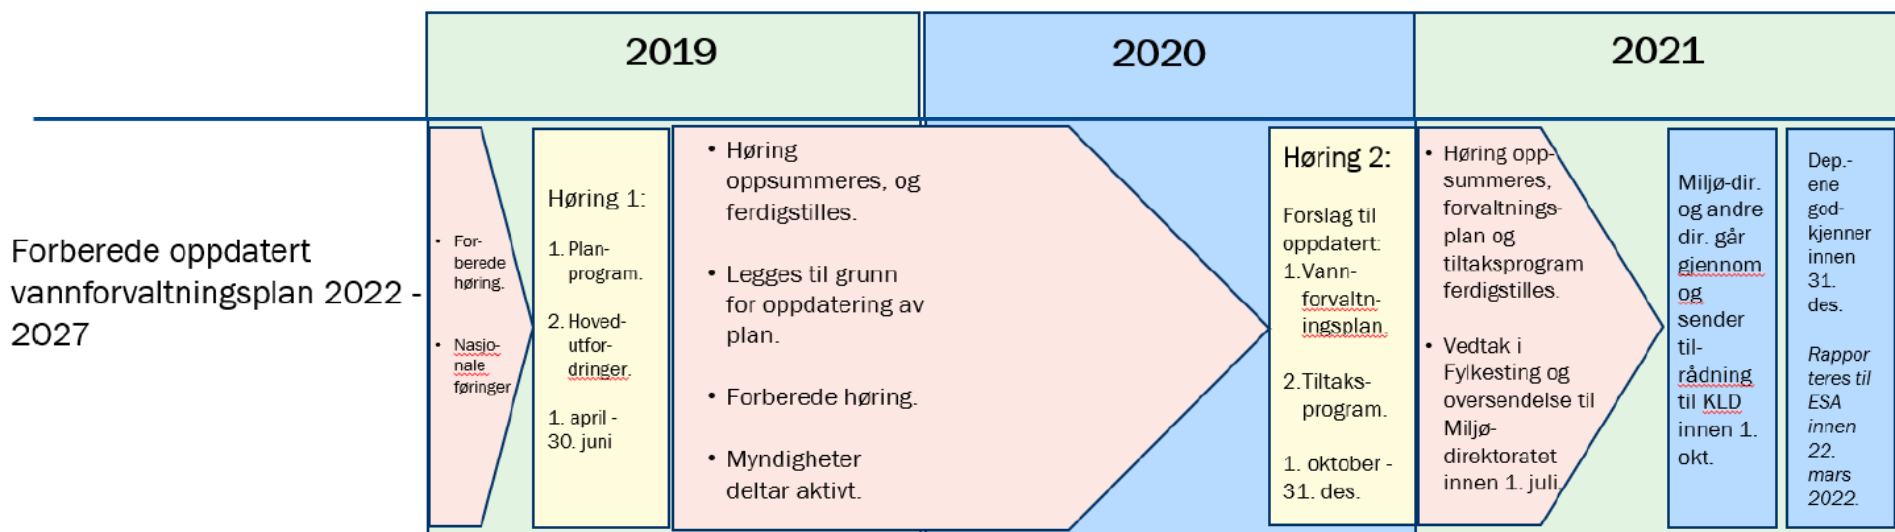 2019
2020
2021
Forberede oppdatert
vannforvaltningsplan 2022 -
2027
• For-
berede
høring.
• Nasjo-
nale
føringer
Høring 1:
1. Plan-
program.
2. Hoved-
utfor-
dringer.
1. april -
30. juni
• Høring
oppsummeres, og
ferdigstilles.
• Legges til grunn
for oppdatering av
plan.
• Forberede høring.
• Myndigheter
deltar aktivt.
Høring 2:
Forslag til
oppdatert:
1.Vann-
forvaltn-
ingsplan.
2.Tiltaks-
program.
1. oktober -
31. des.
• Høring opp-
summeres,
forvaltnings-
plan og
tiltaksprogram
ferdigstilles.
• Vedtak i
Fylkesting og
oversendelse til
Miljø-
direktoratet
innen 1. juli.
Miljø-dir.
og andre
dir. går
gjennom
og
sender
til-
rådning
til KLD
innen 1.
okt.
Dep.-
ene
god-
kjenner
innen
31.
des.
Rappor
teres til
ESA
innen
22.
mars
2022.